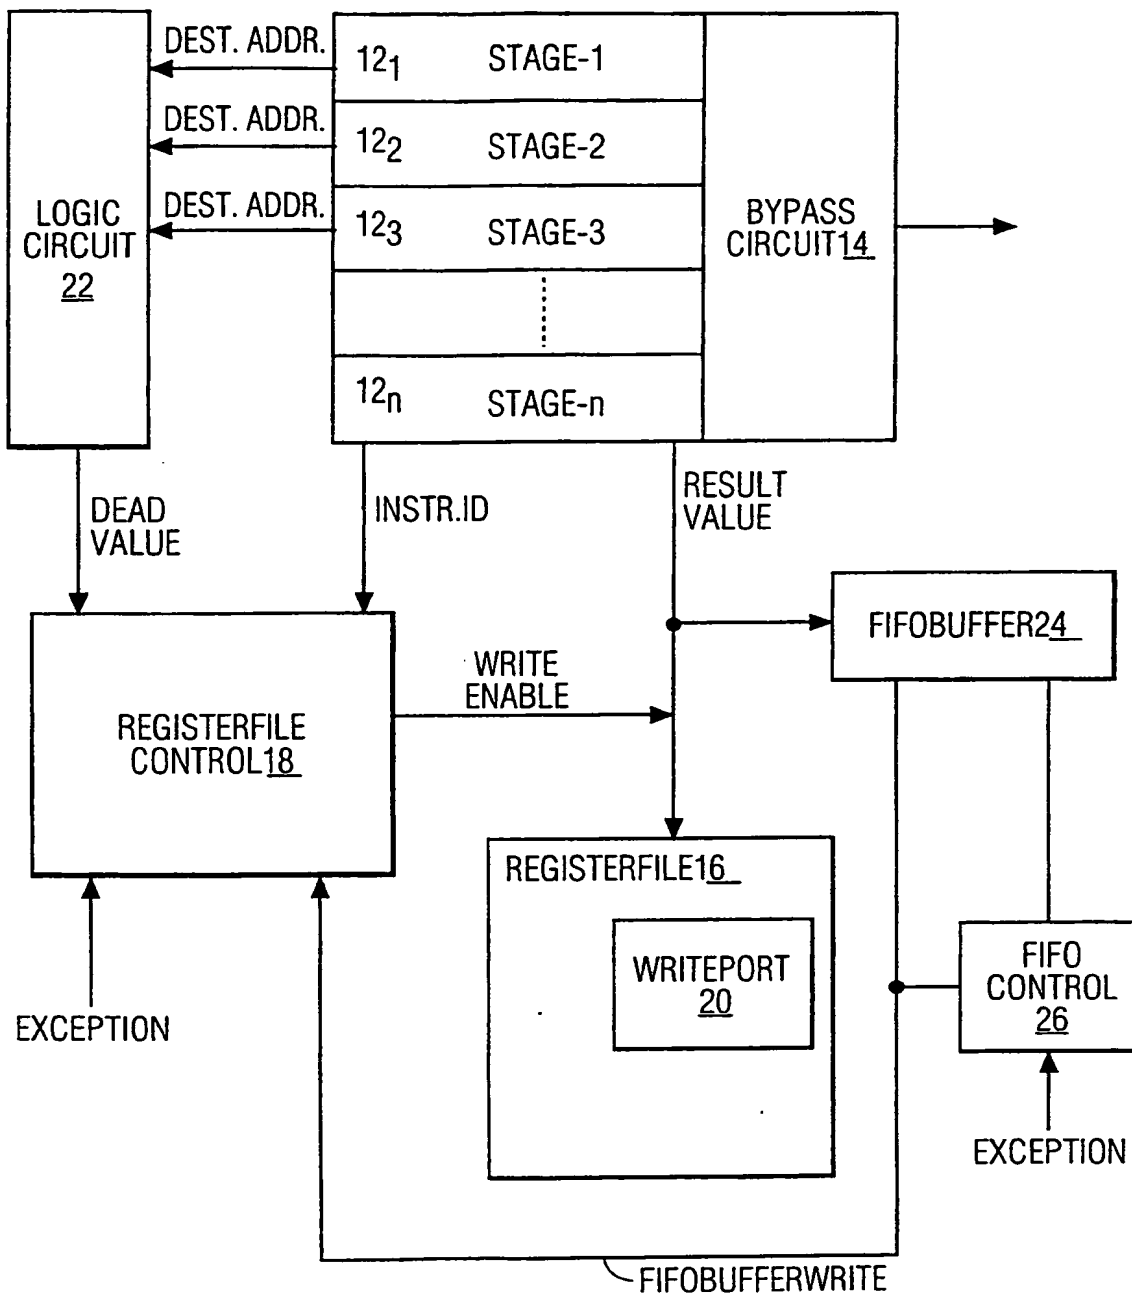 DEST. ADDR.
12₁ STAGE-1
DEST. ADDR.
12₂ STAGE-2
DEST. ADDR.
12₃ STAGE-3
LOGIC
CIRCUIT
22
BYPASS
CIRCUIT14
12ₙ STAGE-n
DEAD
VALUE
INSTR.ID
RESULT
VALUE
FIFOBUFFER24
WRITE
ENABLE
REGISTERFILE
CONTROL18
REGISTERFILE16
WRITEPORT
20
FIFO
CONTROL
26
EXCEPTION
EXCEPTION
FIFOBUFFERWRITE